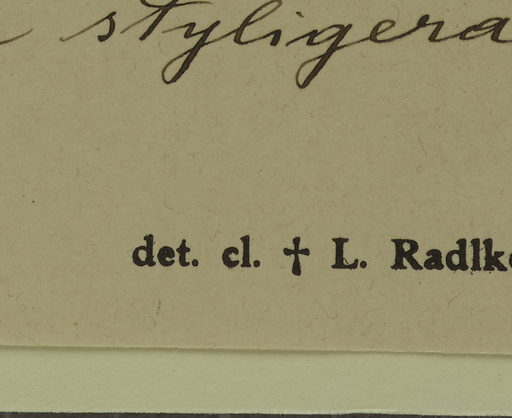 styligera
det. cl. † L. Radlk